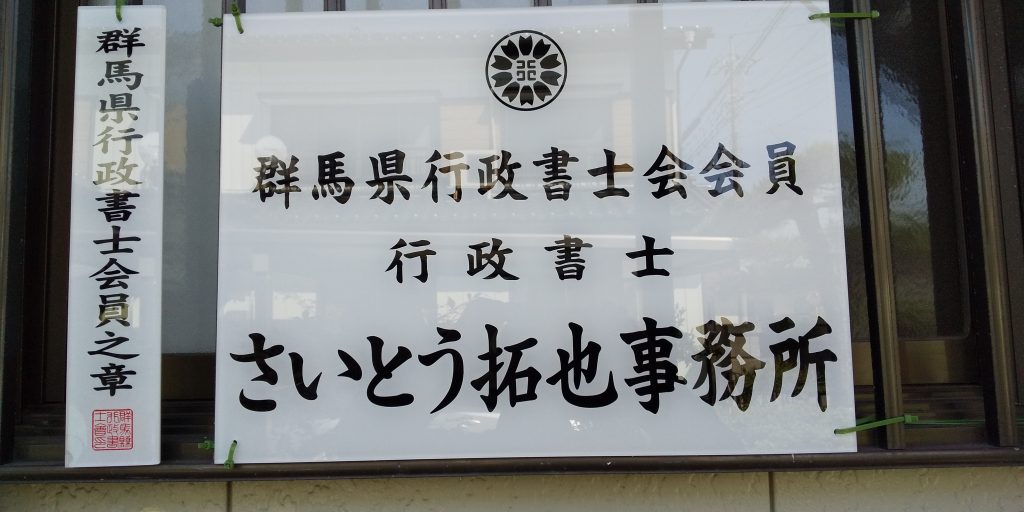 群馬県行政書士会員之章
群馬県行政書士会会員
行政書士
さいとう拓也事務所